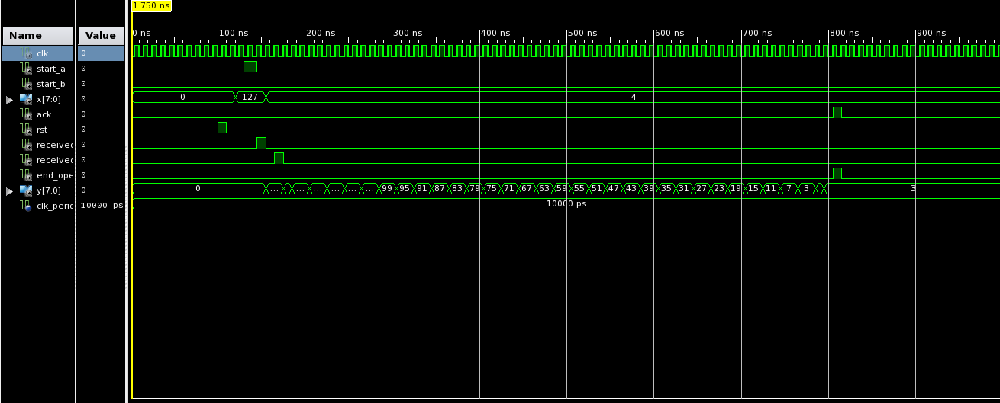 1.750 ns
Name Value 0 ns 100 ns 200 ns 300 ns 400 ns 500 ns 600 ns 700 ns 800 ns 900 ns
clk 0
start_a 0
start_b 0
x[7:0] 0 0 127 4
ack 0
rst 0
received 0
received 0
end_ope 0
y[7:0] 0 0 ... ... ... ... ... ... 99 95 91 87 83 79 75 71 67 63 59 55 51 47 43 39 35 31 27 23 19 15 11 7 3 3
clk_peric 10000 ps 10000 ps